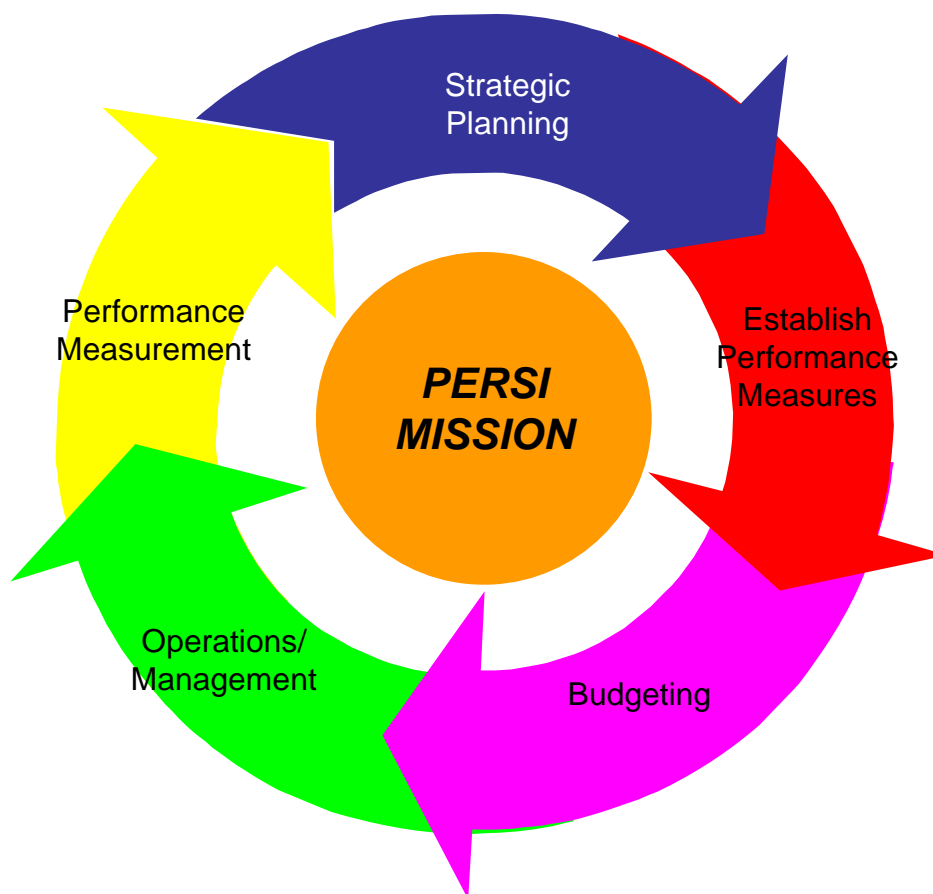 Strategic
Planning
Establish
Performance
Measures
Budgeting
Operations/
Management
Performance
Measurement
PERSI
MISSION